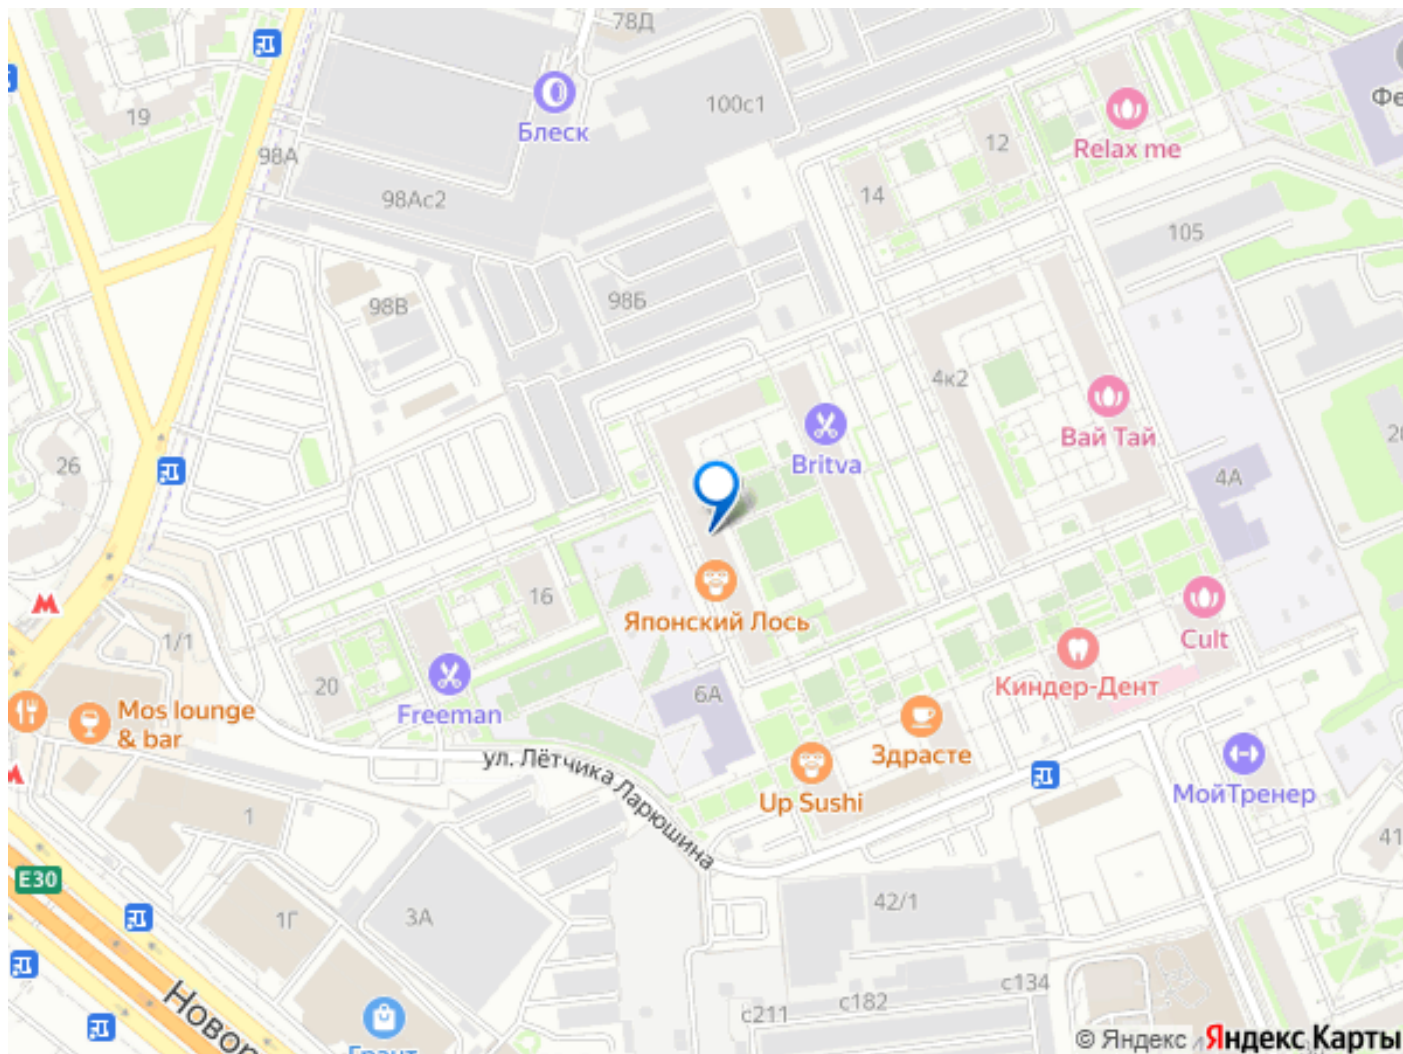 78Д
100с1
Блеск
19
98А
98Ас2
12
Relax me
14
Фе
105
98В
98Б
4к2
Вай Тай
Britva
26
4А
16
Японский Лось
Cult
1/1
20
Freeman
6А
Киндер-Дент
Mos lounge
& bar
Здрасте
ул. Лётчика Ларюшина
Up Sushi
МойТренер
1
41
E30
1Г
3А
42/1
Новор
с134
с182
с211
Грант
© Яндекс
Яндекс Карты